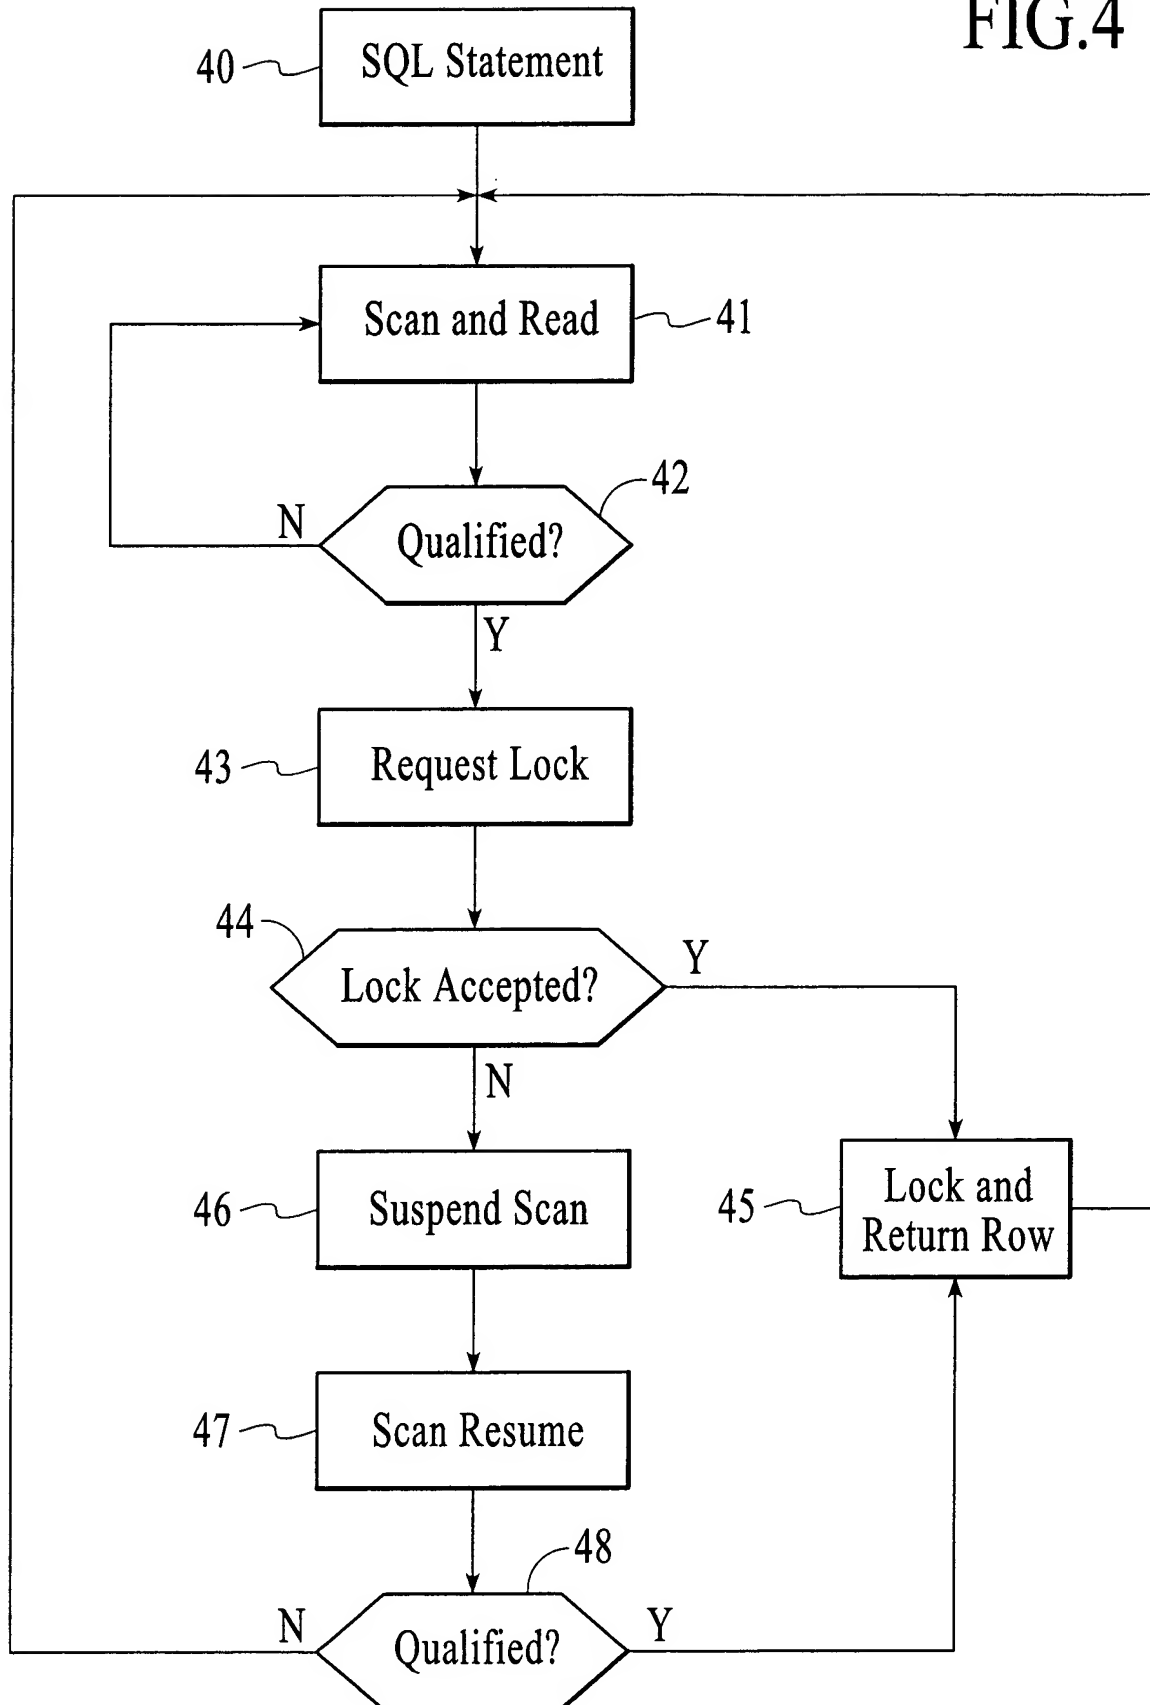 FIG.4
40
SQL Statement
Scan and Read
41
42
N
Qualified?
Y
43
Request Lock
44
Lock Accepted?
Y
N
46
Suspend Scan
45
Lock and
Return Row
47
Scan Resume
48
N
Qualified?
Y